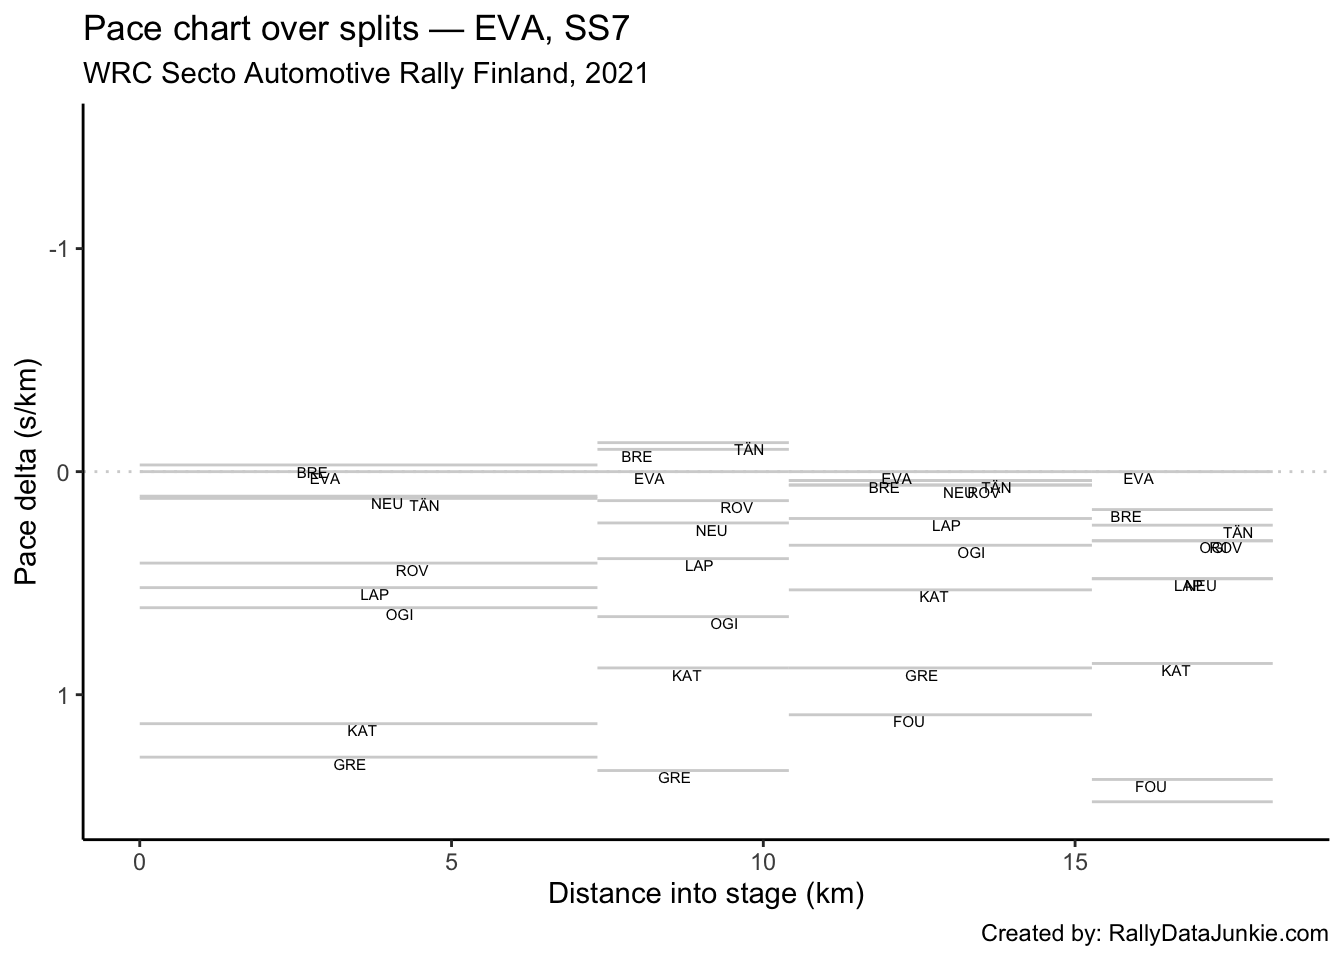 Pace chart over splits — EVA, SS7
WRC Secto Automotive Rally Finland, 2021
Pace delta (s/km)
-1
0
1
BRE
EVA
NEU
TÄN
ROV
LAP
OGI
KAT
GRE
TÄN
BRE
EVA
ROV
NEU
LAP
OGI
KAT
GRE
EVA
BRE
NEU
ROV
TÄN
LAP
OGI
KAT
GRE
FOU
EVA
BRE
TÄN
OGI
ROV
LAP
NEU
KAT
FOU
0 5 10 15
Distance into stage (km)
Created by: RallyDataJunkie.com